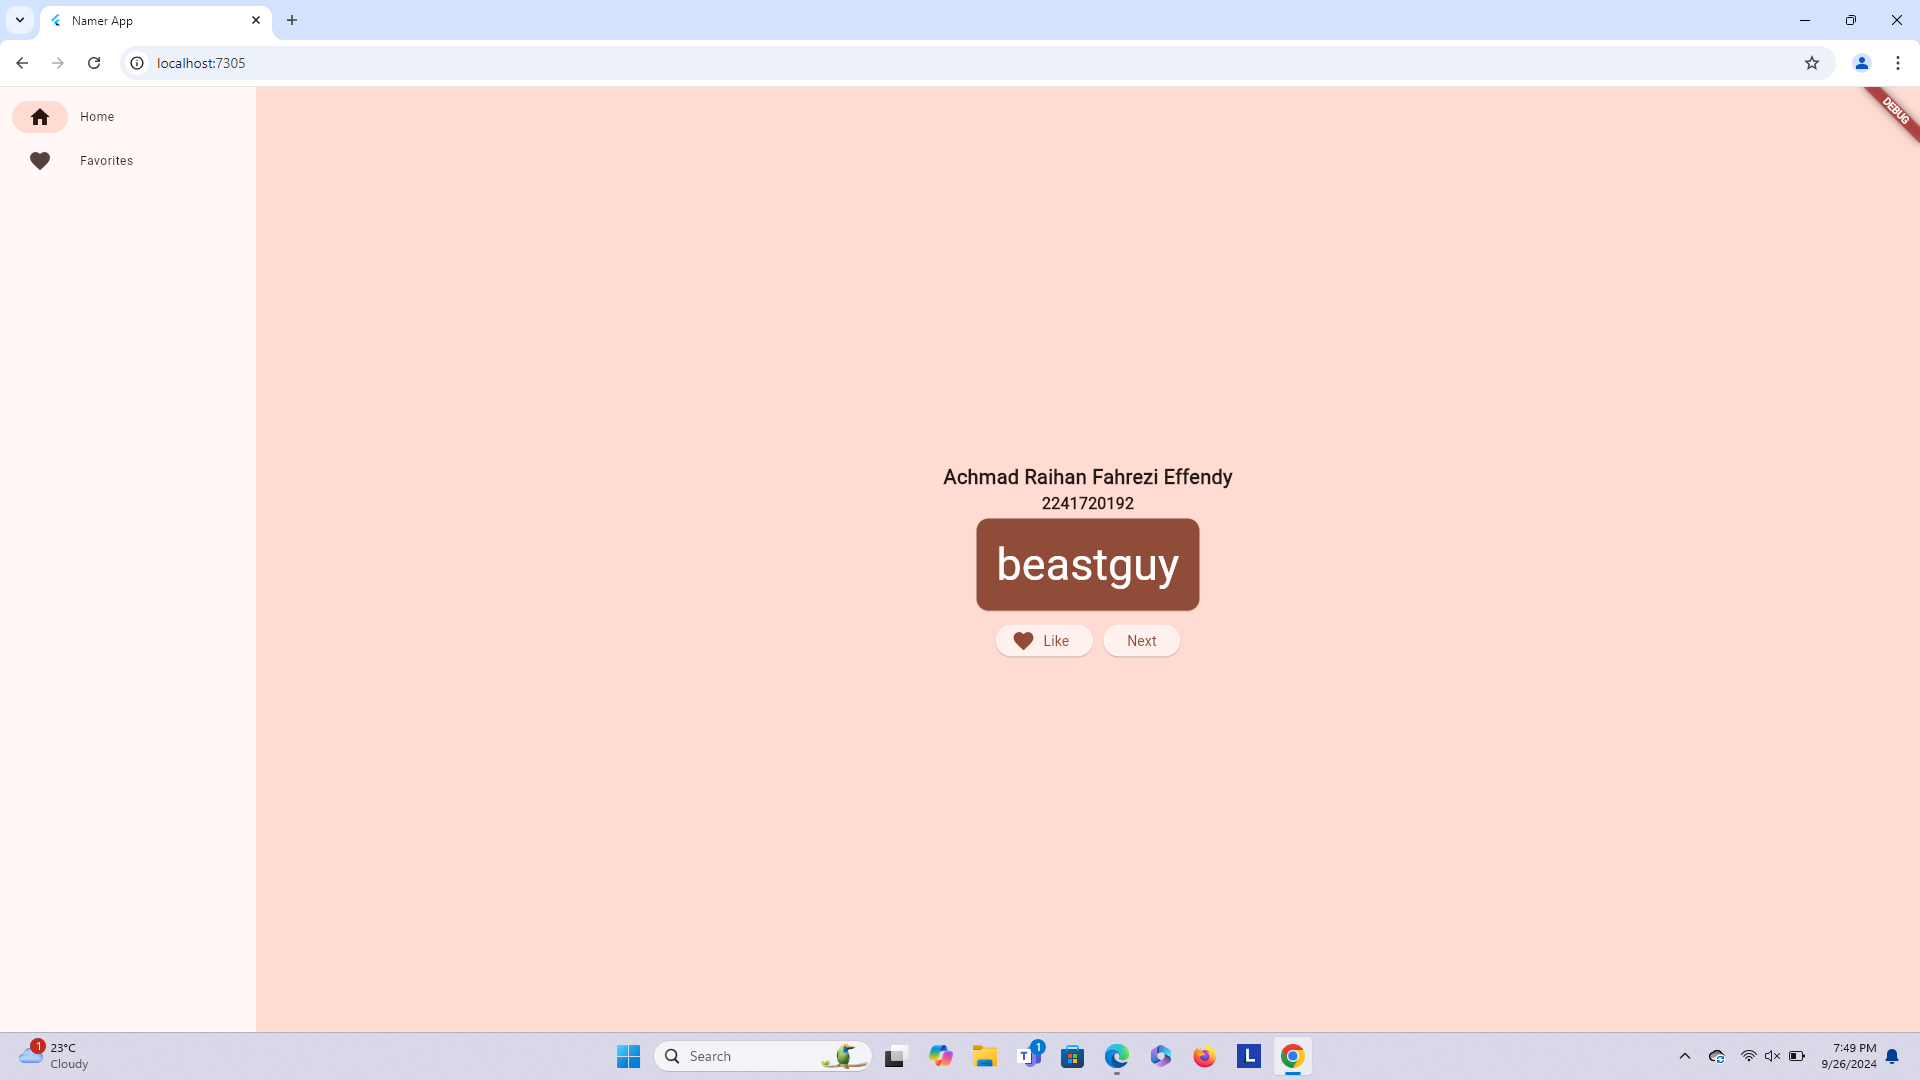 Namer App
localhost:7305
DEBUG
Home
Favorites
Achmad Raihan Fahrezi Effendy
2241720192
beastguy
Like
Next
1
23°C
Cloudy
Search
T
1
L
7:49 PM
9/26/2024